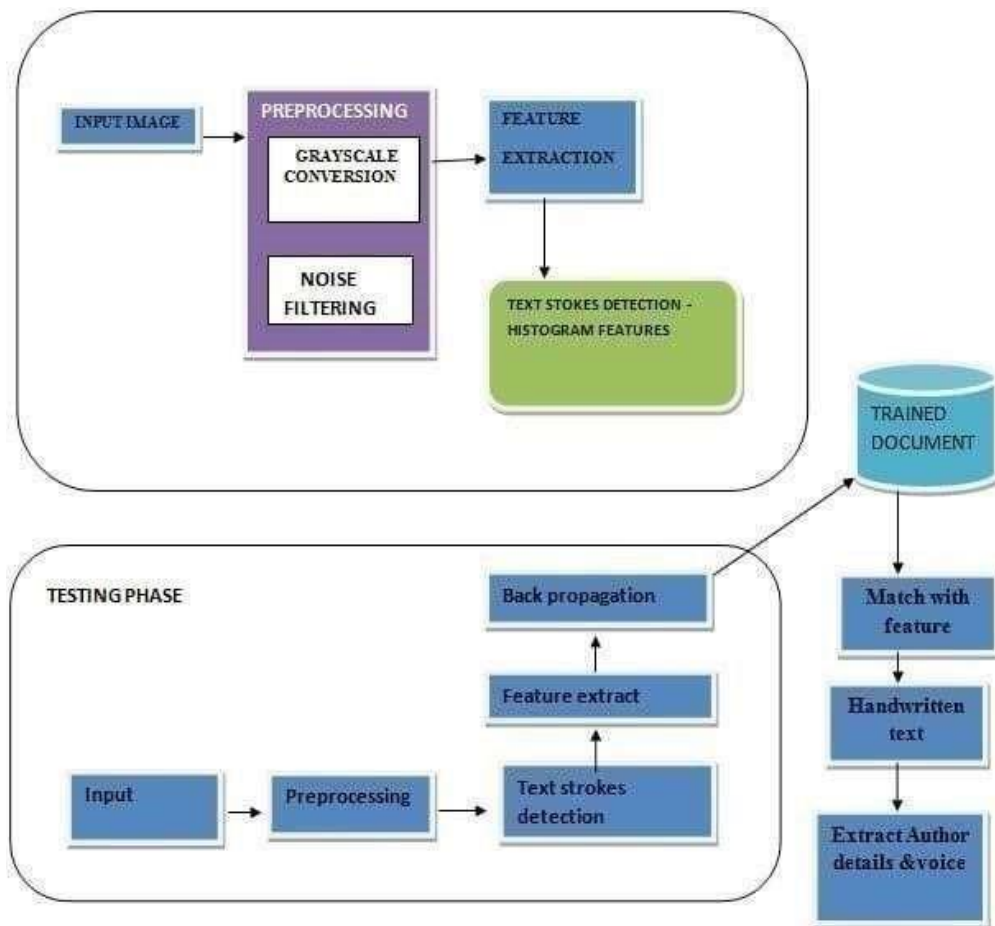 INPUT IMAGE
PREPROCESSING
GRAYSCALE
CONVERSION
NOISE
FILTERING
FEATURE
EXTRACTION
TEXT STOKES DETECTION -
HISTOGRAM FEATURES
TRAINED
DOCUMENT
TESTING PHASE
Back propagation
Feature extract
Input
Preprocessing
Text strokes
detection
Match with
feature
Handwritten
text
Extract Author
details &voice